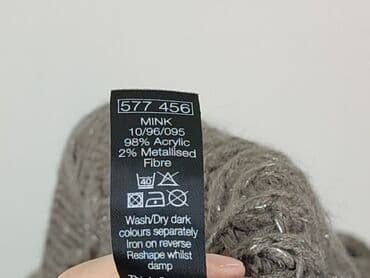 577 456
MINK
10/96/095
98% Acrylic
2% Metallised
Fibre
40
Wash/Dry dark
colours separately
Iron on reverse
Reshape whilst
damp